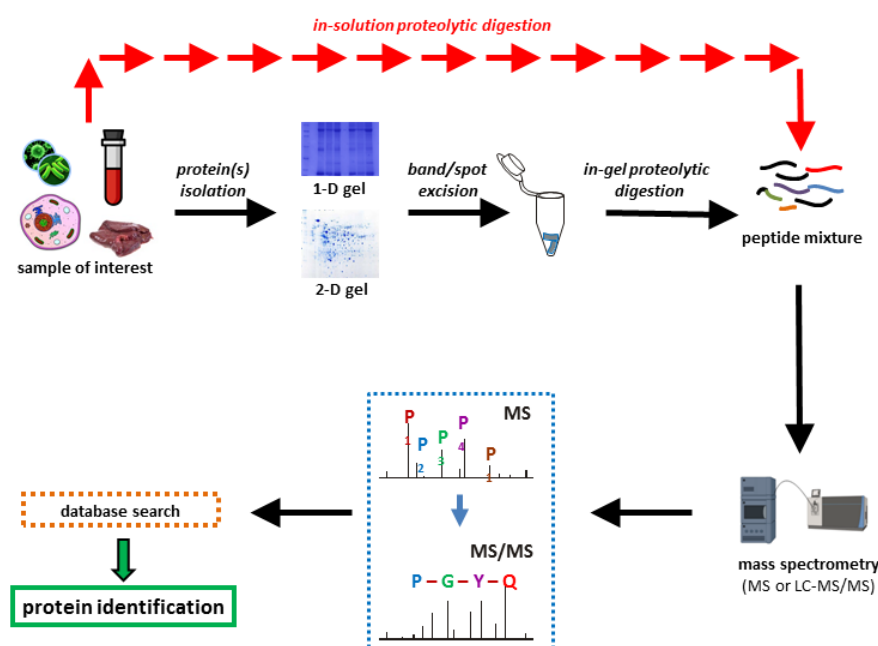 in-solution proteolytic digestion
protein(s)
isolation
1-D gel
2-D gel
band/spot
excision
in-gel proteolytic
digestion
sample of interest
peptide mixture
MS
P
1
P
2
P
3
P
4
P
1
MS/MS
P – G – Y – Q
database search
protein identification
mass spectrometry
(MS or LC-MS/MS)